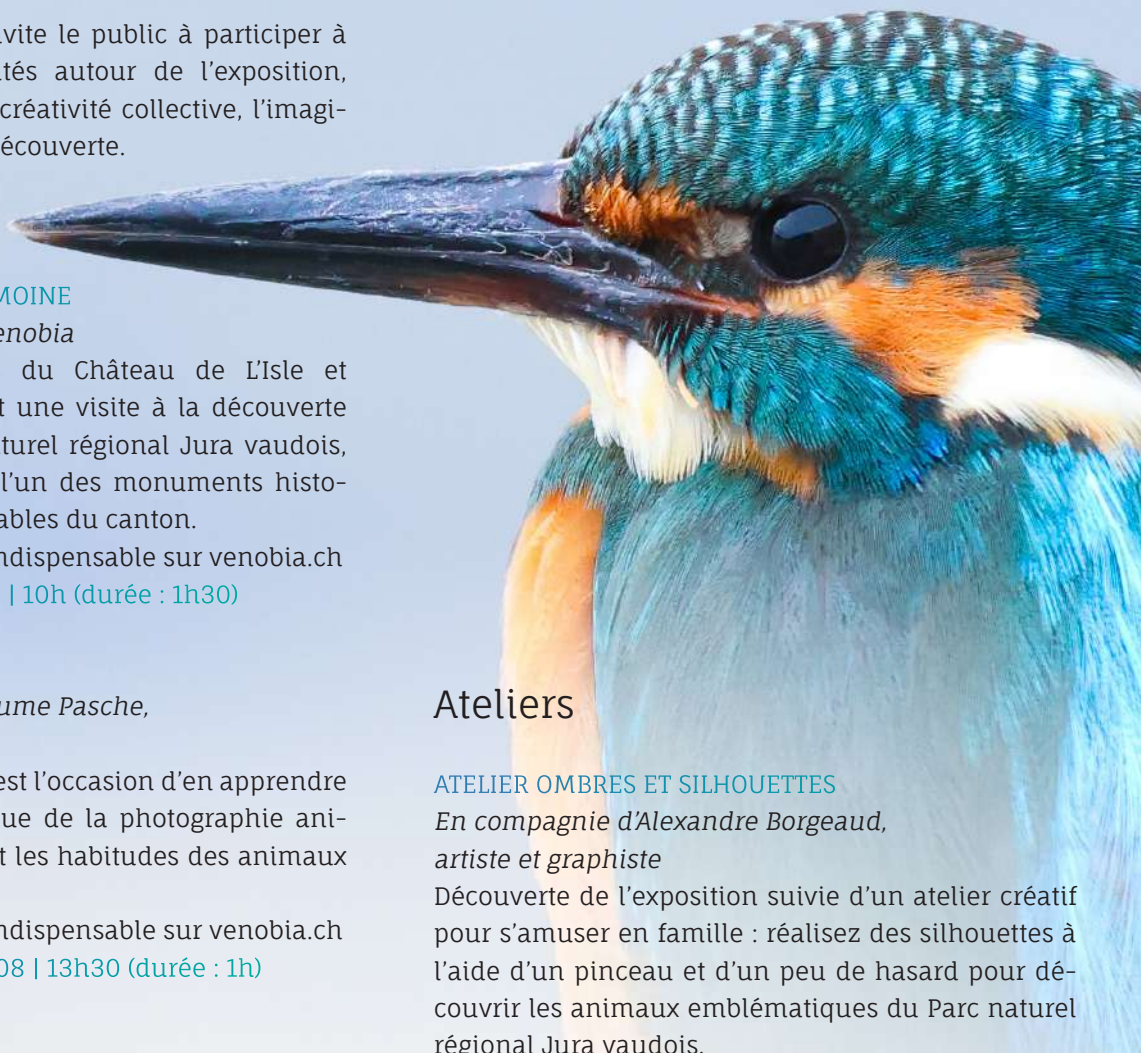 vite le public à participer à
tés autour de l'exposition,
créativité collective, l'imagi-
écouverte.
MOINE
enobia
du Château de L'Isle et
t une visite à la découverte
turel régional Jura vaudois,
l'un des monuments histo-
ables du canton.
ndispensable sur venobia.ch
| 10h (durée : 1h30)
ume Pasche,
est l'occasion d'en apprendre
ue de la photographie ani-
t les habitudes des animaux
ndispensable sur venobia.ch
08 | 13h30 (durée : 1h)
Ateliers
ATELIER OMBRES ET SILHOUETTES
En compagnie d'Alexandre Borgeaud,
artiste et graphiste
Découverte de l'exposition suivie d'un atelier créatif
pour s'amuser en famille : réalisez des silhouettes à
l'aide d'un pinceau et d'un peu de hasard pour dé-
couvrir les animaux emblématiques du Parc naturel
régional Jura vaudois.